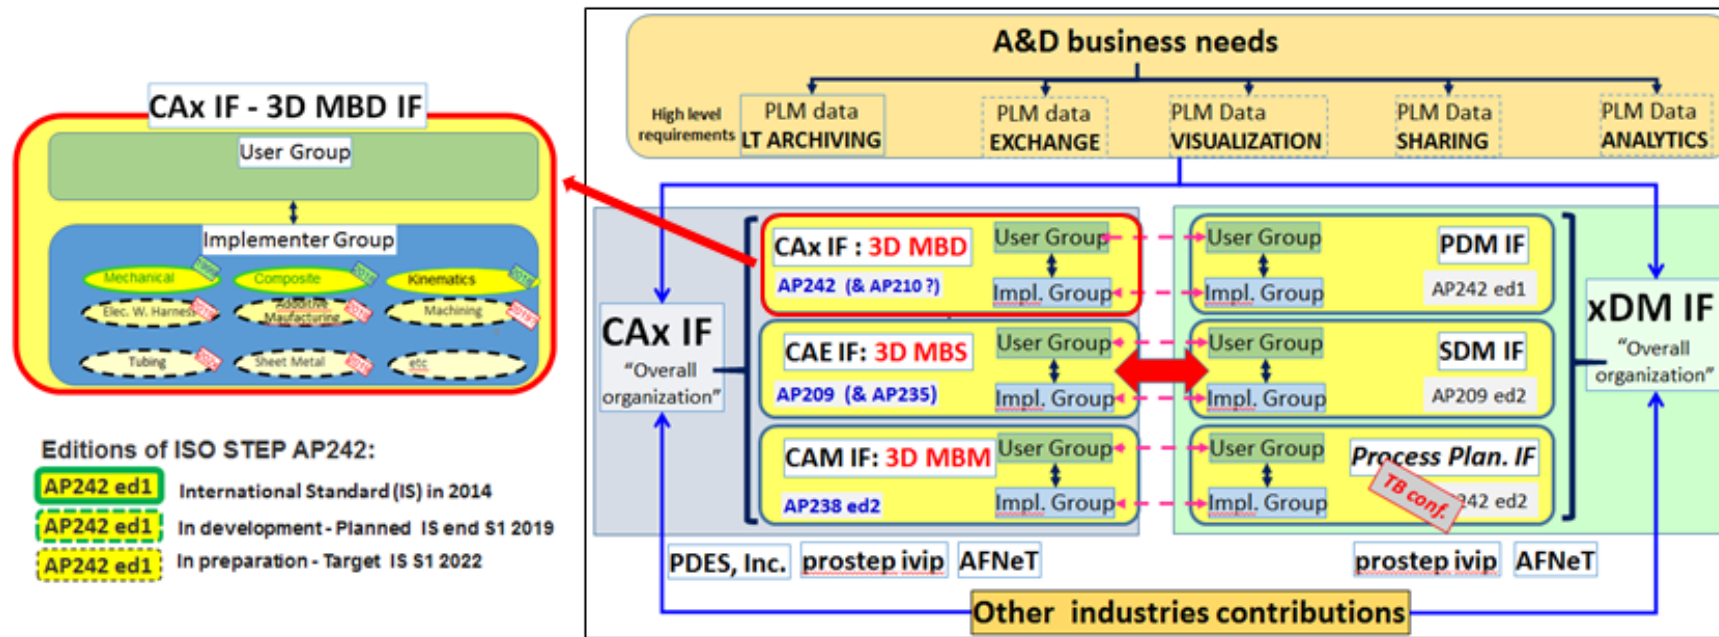 CAx IF - 3D MBD IF
User Group
Implementer Group
Mechanical
Composite
Kinematics
Elec. W. Harness
Addditive
Maufacturing
Machining
Tubing
Sheet Metal
etc
Editions of ISO STEP AP242:
AP242 ed1 International Standard (IS) in 2014
AP242 ed1 In development - Planned IS end S1 2019
AP242 ed1 In preparation - Target IS S1 2022
A&D business needs
High level
requirements
PLM data
LT ARCHIVING
PLM data
EXCHANGE
PLM Data
VISUALIZATION
PLM Data
SHARING
PLM Data
ANALYTICS
CAx IF
“Overall
organization”
CAx IF : 3D MBD
AP242 (& AP210 ?)
User Group
Impl. Group
User Group
Impl. Group
PDM IF
AP242 ed1
CAE IF: 3D MBS
AP209 (& AP235)
User Group
Impl. Group
User Group
Impl. Group
SDM IF
AP209 ed2
CAM IF: 3D MBM
AP238 ed2
User Group
Impl. Group
User Group
Impl. Group
Process Plan. IF
TB conf.
242 ed2
xDM IF
“Overall
organization”
PDES, Inc. prostep ivip AFNeT
prostep ivip AFNeT
Other industries contributions